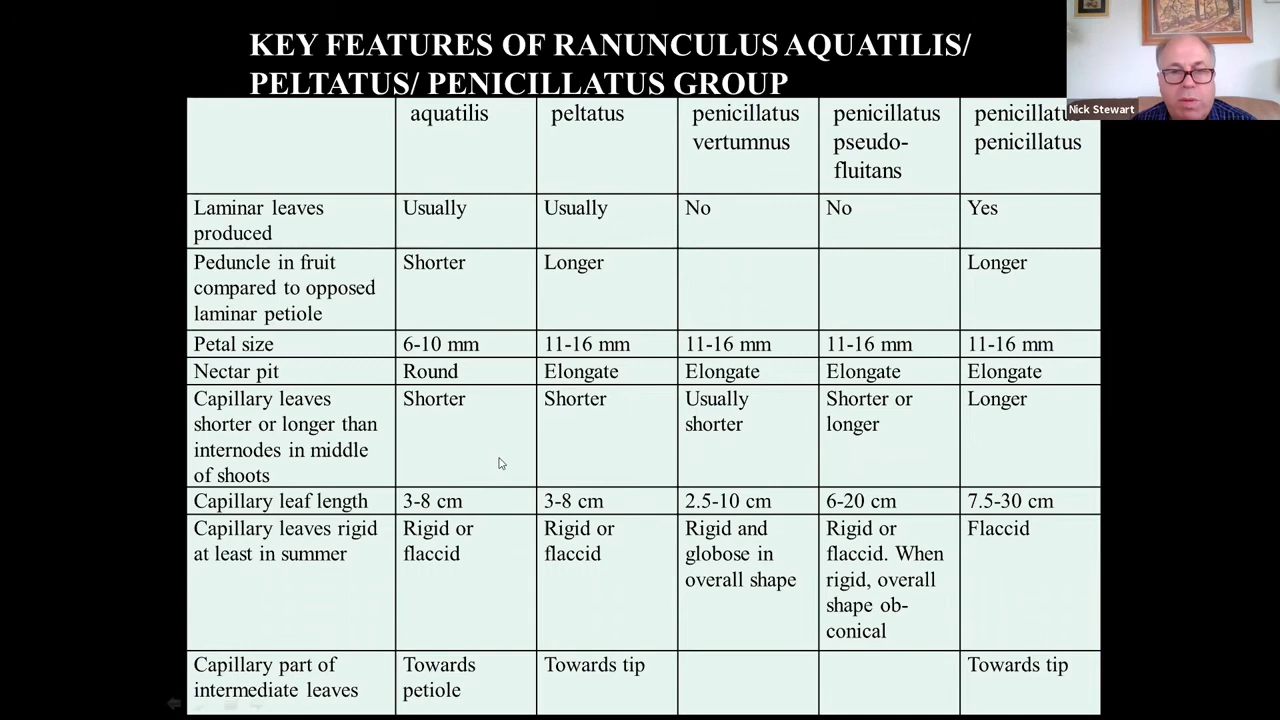 KEY FEATURES OF RANUNCULUS AQUATILIS/
PELTATUS/ PENICILLATUS GROUP
Nick Stewart
aquatilis
peltatus
penicillatus
vertumnus
penicillatus
pseudo-
fluitans
penicillatus
penicillatus
Laminar leaves
produced
Usually
Usually
No
No
Yes
Peduncle in fruit
compared to opposed
laminar petiole
Shorter
Longer
Longer
Petal size
6-10 mm
11-16 mm
11-16 mm
11-16 mm
11-16 mm
Nectar pit
Round
Elongate
Elongate
Elongate
Elongate
Capillary leaves
shorter or longer than
internodes in middle
of shoots
Shorter
Shorter
Usually
shorter
Shorter or
longer
Longer
Capillary leaf length
3-8 cm
3-8 cm
2.5-10 cm
6-20 cm
7.5-30 cm
Capillary leaves rigid
at least in summer
Rigid or
flaccid
Rigid or
flaccid
Rigid and
globose in
overall shape
Rigid or
flaccid. When
rigid, overall
shape ob-
conical
Flaccid
Capillary part of
intermediate leaves
Towards
petiole
Towards tip
Towards tip